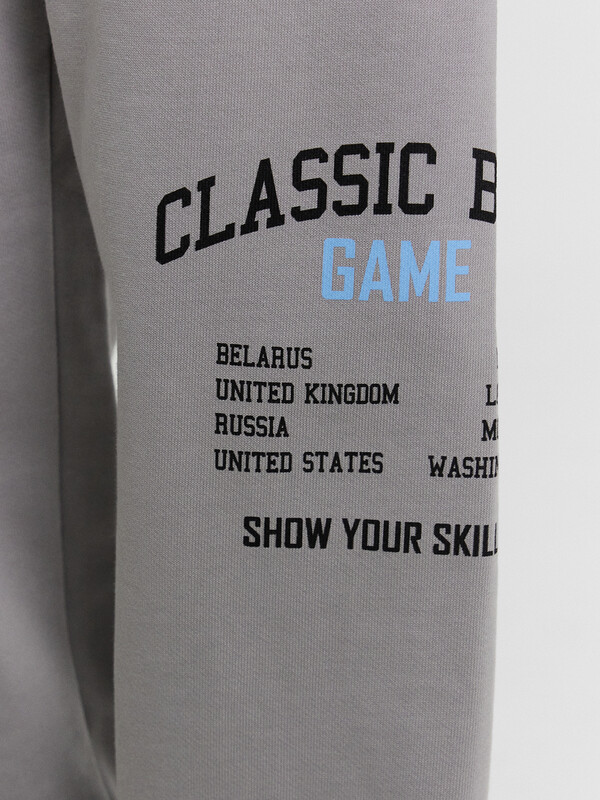 CLASSIC
GAME
BELARUS
UNITED KINGDOM
RUSSIA
UNITED STATES
SHOW YOUR